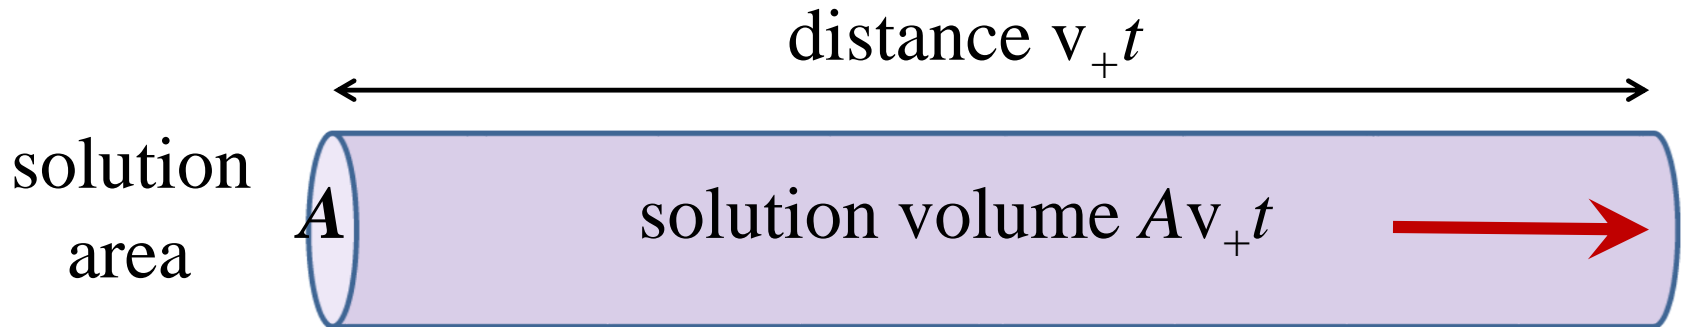 distance v₊t
solution
area
A
solution volume Av₊t